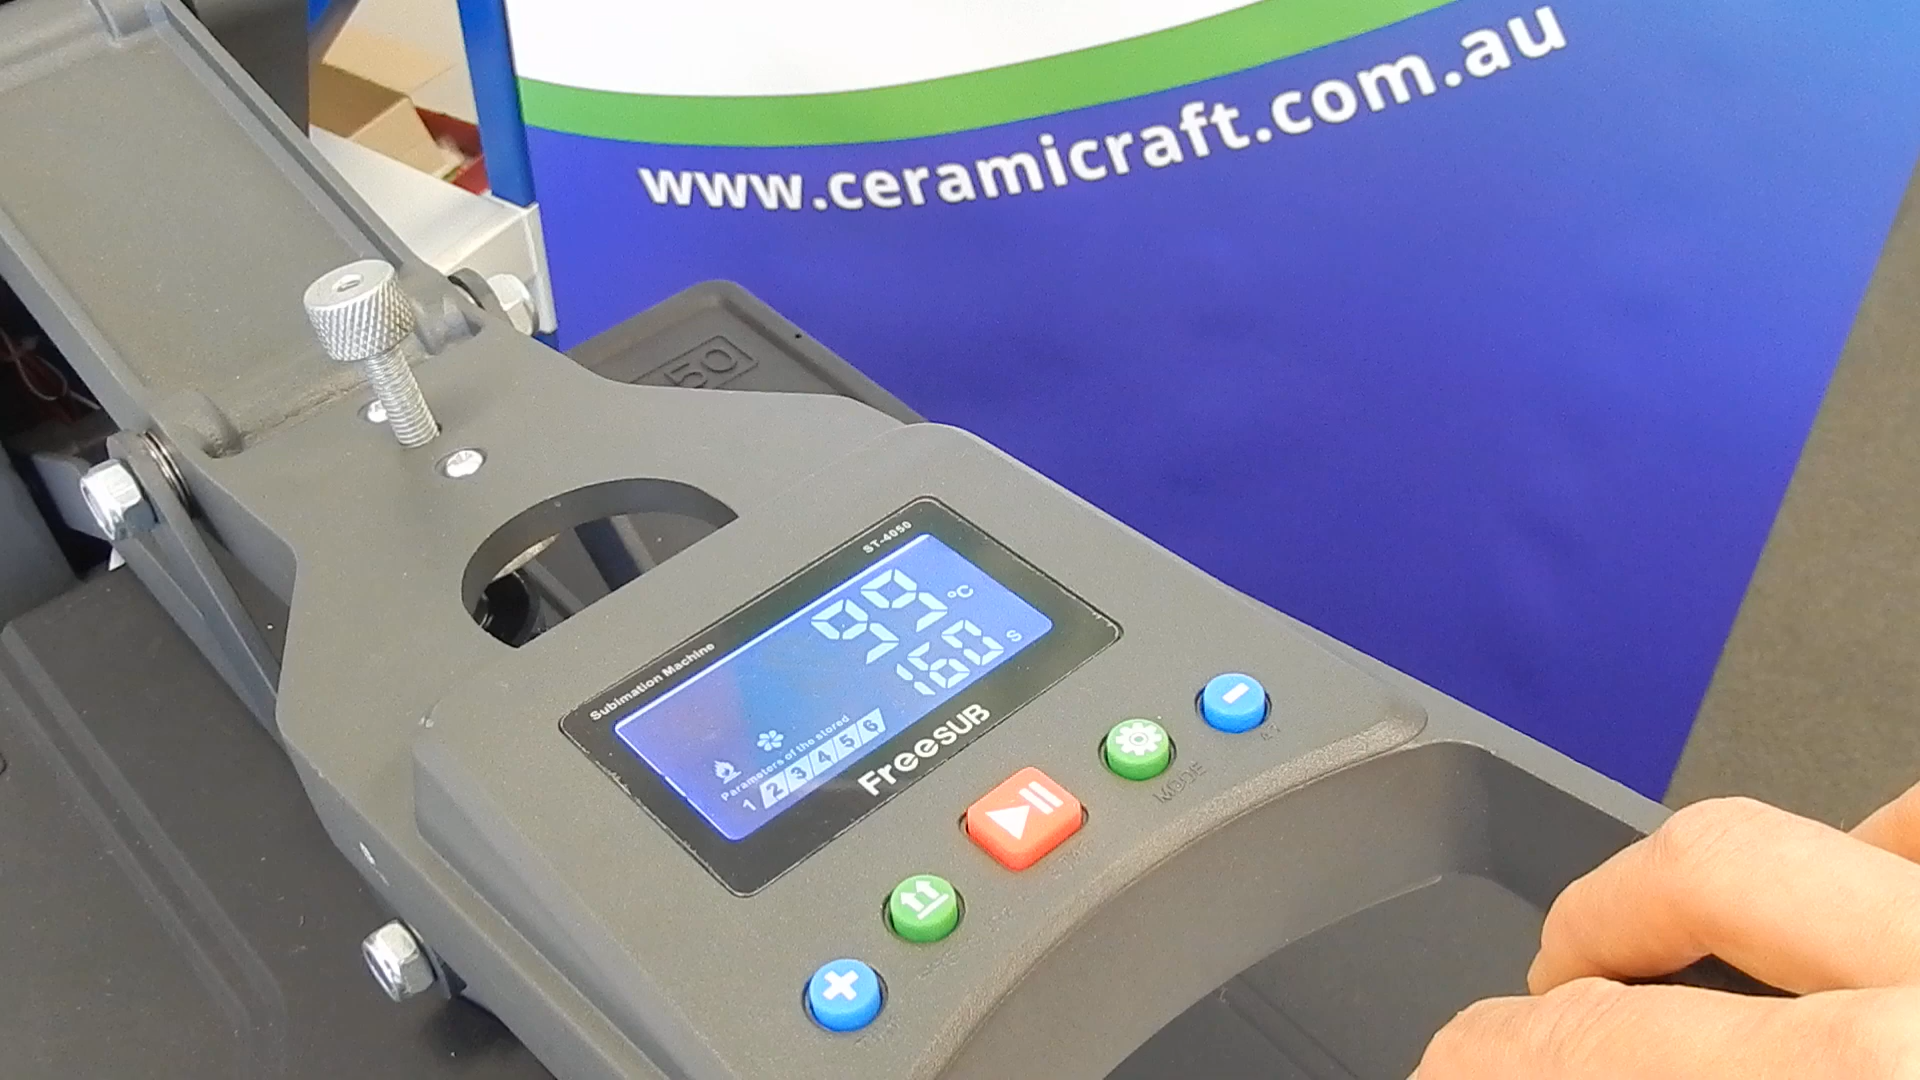 www.ceramicraft.com.au
50
ST-4050
Subimation Machine
99 °C
160 S
Parameters of the stored
1 2 3 4 5 6
FreeSUB
MODE